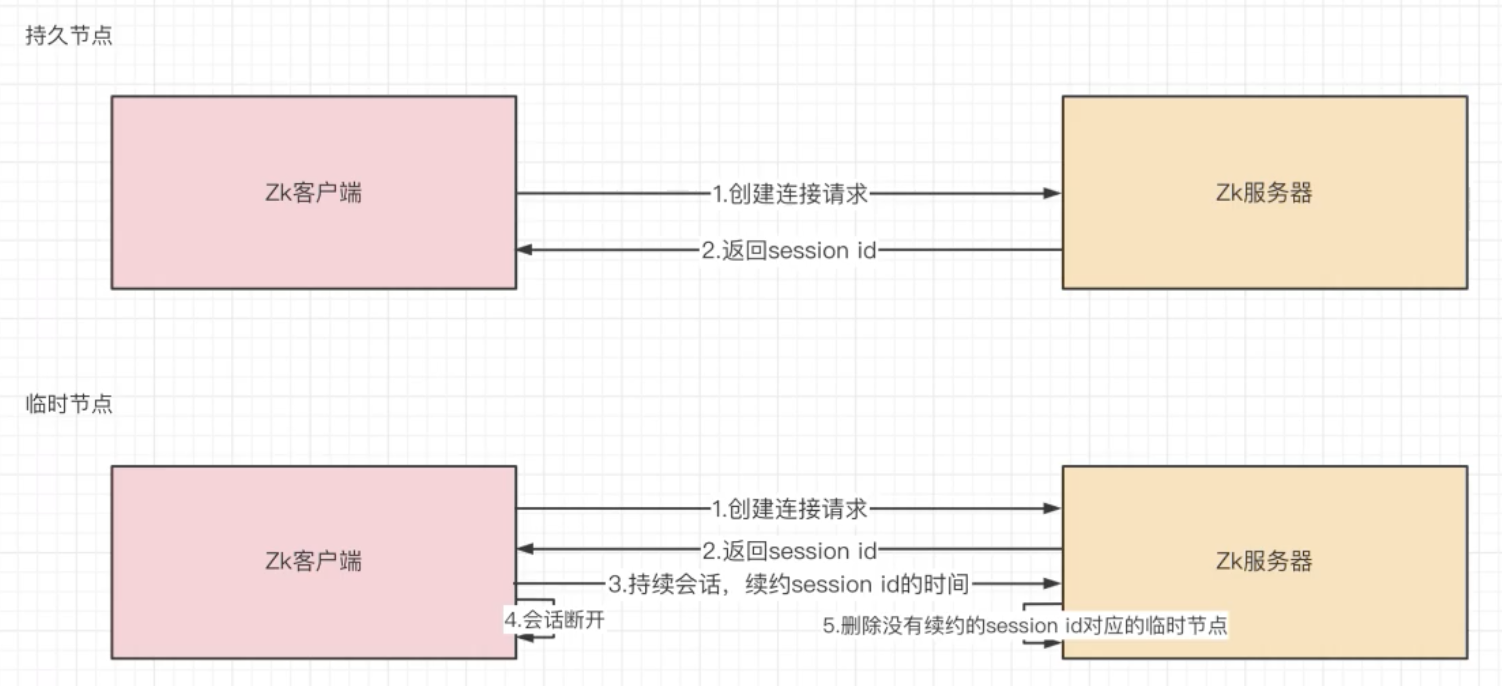 持久节点
Zk客户端
1.创建连接请求
Zk服务器
2.返回session id
临时节点
1.创建连接请求
2.返回session id
Zk客户端
Zk服务器
3.持续会话，续约session id的时间
4.会话断开
5.删除没有续约的session id对应的临时节点